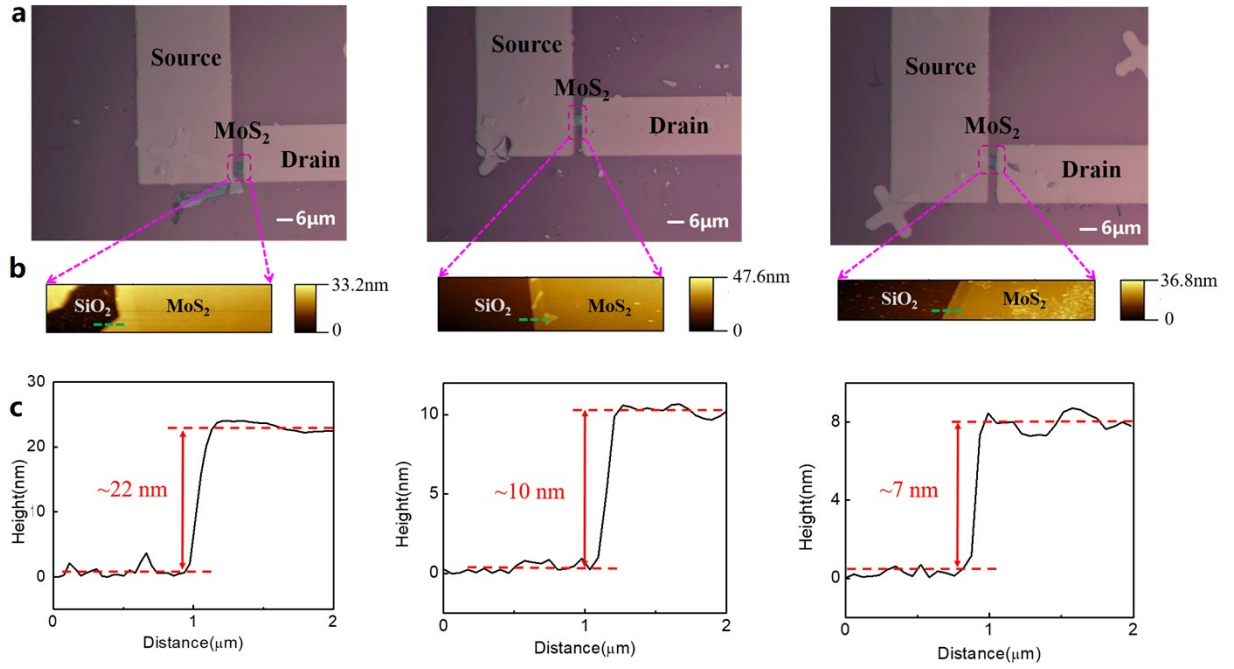 a
Source
MoS₂
Drain
6μm
Source
MoS₂
Drain
6μm
Source
MoS₂
Drain
6μm
b
SiO₂
MoS₂
33.2nm
0
SiO₂
MoS₂
47.6nm
0
SiO₂
MoS₂
36.8nm
0
c
30
20
10
0
Height(nm)
~22 nm
0 1 2
Distance(μm)
10
5
0
Height(nm)
~10 nm
0 1 2
Distance(μm)
8
4
0
Height(nm)
~7 nm
0 1 2
Distance(μm)